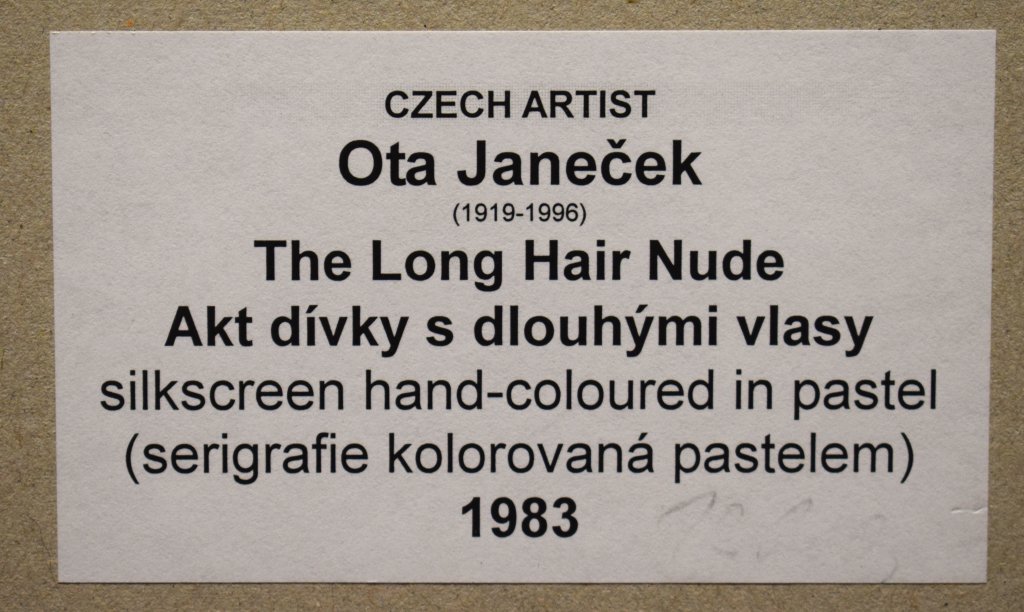 CZECH ARTIST
Ota Janeček
(1919-1996)
The Long Hair Nude
Akt dívky s dlouhými vlasy
silkscreen hand-coloured in pastel
(serigrafie kolorovaná pastelem)
1983